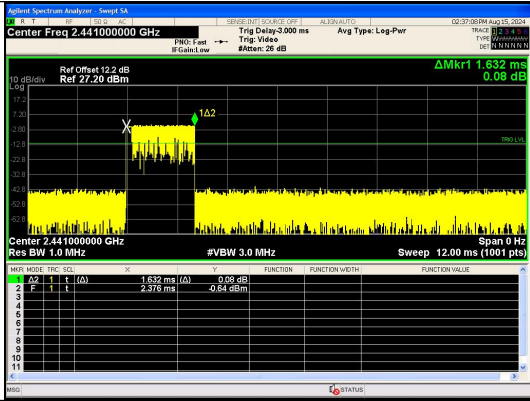 Agilent Spectrum Analyzer - Swept SA
R T RF 50 Ω AC SENSE:INT SOURCE OFF ALIGN AUTO 02:37:08 PM Aug 15, 2024
Center Freq 2.441000000 GHz Trig Delay-3.000 ms Avg Type: Log-Pwr TRACE 1 2 3 4 5 6
PNO: Fast Trig: Video TYPE
IFGain:Low #Atten: 26 dB DET N N N N N N
ΔMkr1 1.632 ms
0.08 dB
Ref Offset 12.2 dB
10 dB/div Ref 27.20 dBm
Log
17.2
1Δ2
7.20
-2.80
TRIG LVL
-12.8
-22.8
-32.8
-42.8
-52.8
-62.8
Center 2.441000000 GHz Span 0 Hz
Res BW 1.0 MHz #VBW 3.0 MHz Sweep 12.00 ms (1001 pts)
MKR MODE TRC SCL X Y FUNCTION FUNCTION WIDTH FUNCTION VALUE
1 Δ2 1 t (Δ) 1.632 ms (Δ) 0.08 dB
2 F 1 t 2.376 ms -0.64 dBm
3
4
5
6
7
8
9
10
11
MSG STATUS